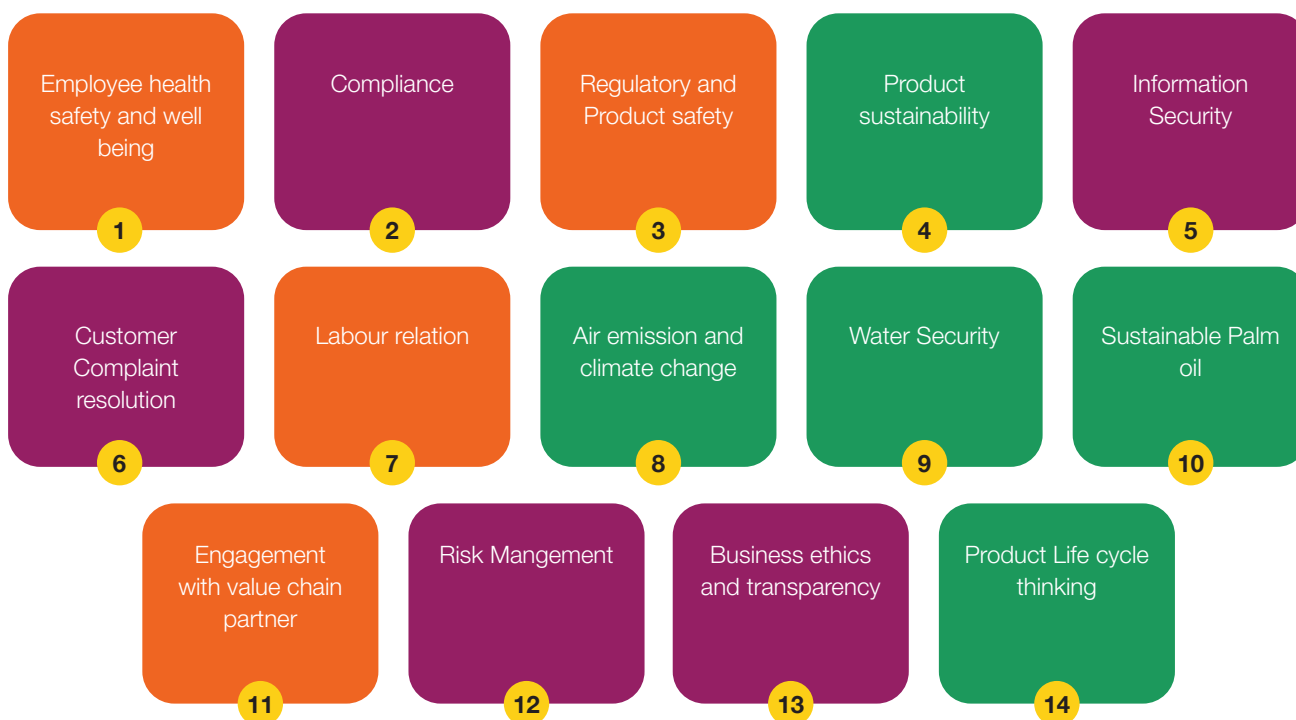 Employee health
safety and well
being
1
Compliance
2
Regulatory and
Product safety
3
Product
sustainability
4
Information
Security
5
Customer
Complaint
resolution
6
Labour relation
7
Air emission and
climate change
8
Water Security
9
Sustainable Palm
oil
10
Engagement
with value chain
partner
11
Risk Mangement
12
Business ethics
and transparency
13
Product Life cycle
thinking
14